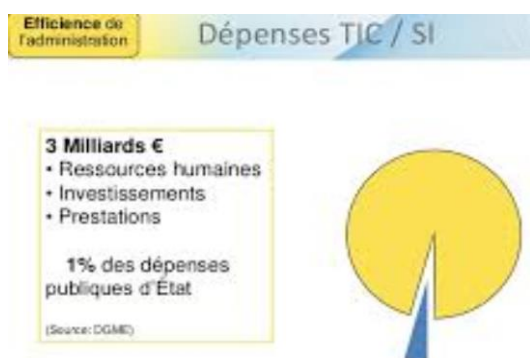 Efficience de
l'administration
Dépenses TIC / SI
3 Milliards €
• Ressources humaines
• Investissements
• Prestations
1% des dépenses
publiques d'État
(Source: DGME)